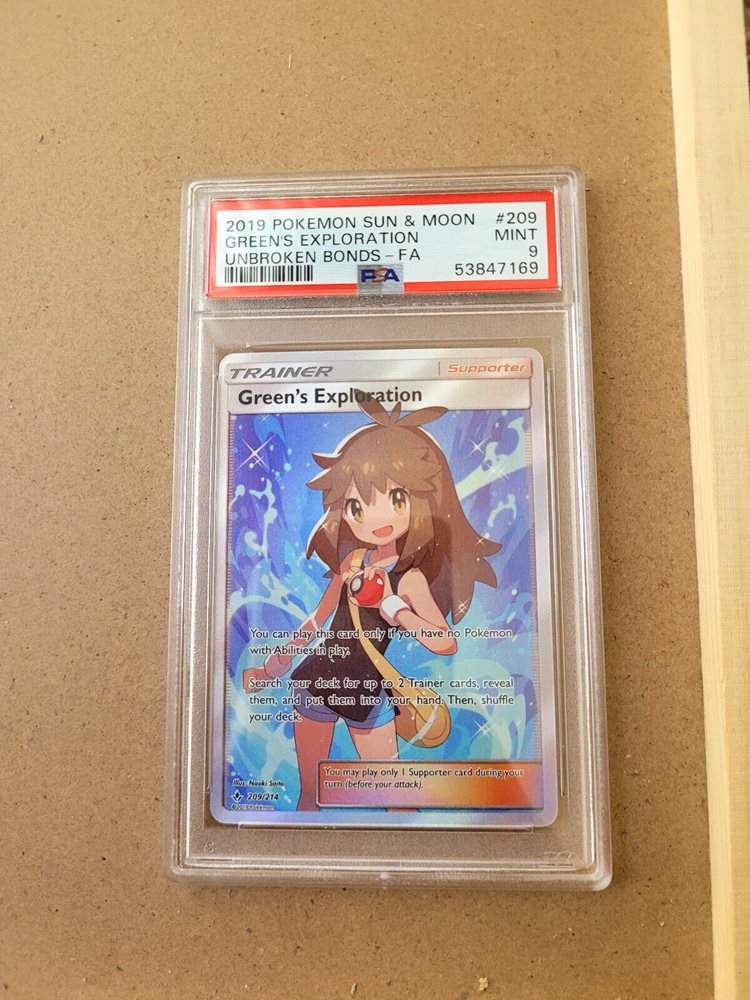 2019 POKEMON SUN & MOON #209
GREEN'S EXPLORATION MINT
UNBROKEN BONDS - FA 9
PSA 53847169
TRAINER Supporter
Green's Exploration
You can play this card only if you have no Pokémon
with Abilities in play.
Search your deck for up to 2 Trainer cards, reveal
them, and put them into your hand. Then, shuffle
your deck.
You may play only 1 Supporter card during your
turn (before your attack).
Illus. Naoki Saito
209/214
©2019 Pokémon